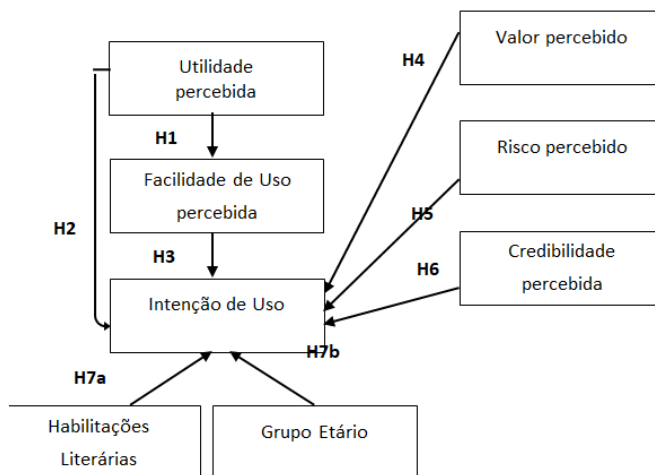 Valor percebido
H4
Utilidade
percebida
H1
Risco percebido
Facilidade de Uso
percebida
H5
H2
H3
Credibilidade
percebida
H6
Intenção de Uso
H7b
H7a
Habilitações
Literárias
Grupo Etário